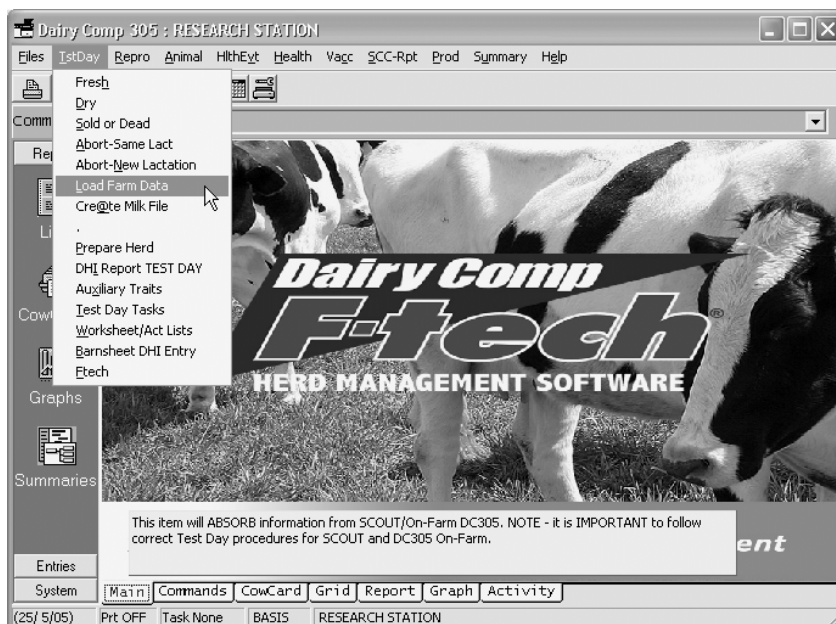 Dairy Comp 305 : RESEARCH STATION
Files TstDay Repro Animal HlthEvt Health Vacc SCC-Rpt Prod Summary Help
Fresh
Dry
Sold or Dead
Abort-Same Lact
Abort-New Lactation
Load Farm Data
Cre@te Milk File
.
Prepare Herd
DHI Report TEST DAY
Auxiliary Traits
Test Day Tasks
Worksheet/Act Lists
Barnsheet DHI Entry
Ftech
Comm
Rep
Li
Cow
Graphs
Summaries
Entries
System
Dairy Comp
F-tech®
HERD MANAGEMENT SOFTWARE
This item will ABSORB information from SCOUT/On-Farm DC305. NOTE - it is IMPORTANT to follow
correct Test Day procedures for SCOUT and DC305 On-Farm.
ent
Main Commands CowCard Grid Report Graph Activity
(25/ 5/05) Prt OFF Task None BASIS RESEARCH STATION